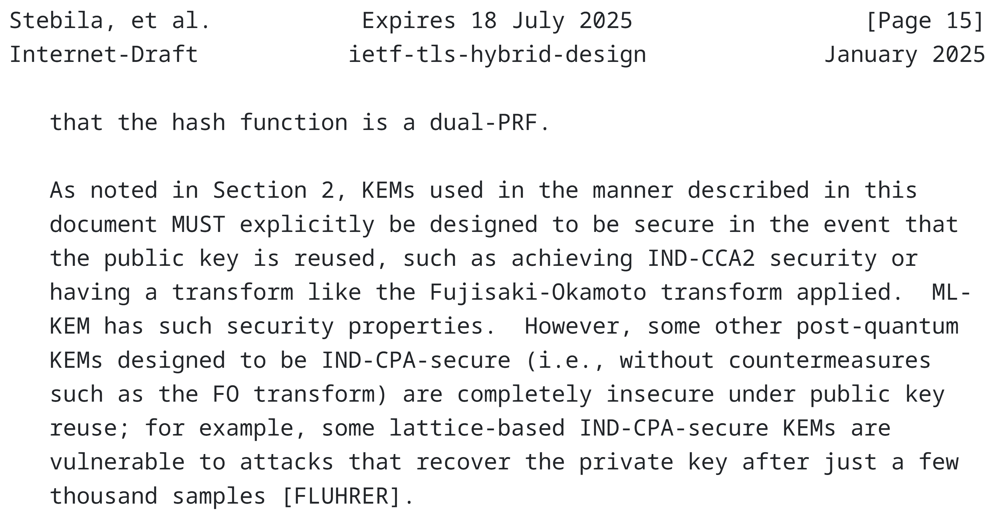 Stebila, et al. Expires 18 July 2025 [Page 15]
Internet-Draft ietf-tls-hybrid-design January 2025
that the hash function is a dual-PRF.
As noted in Section 2, KEMs used in the manner described in this
document MUST explicitly be designed to be secure in the event that
the public key is reused, such as achieving IND-CCA2 security or
having a transform like the Fujisaki-Okamoto transform applied.  ML-
KEM has such security properties.  However, some other post-quantum
KEMs designed to be IND-CPA-secure (i.e., without countermeasures
such as the FO transform) are completely insecure under public key
reuse; for example, some lattice-based IND-CPA-secure KEMs are
vulnerable to attacks that recover the private key after just a few
thousand samples [FLUHRER].